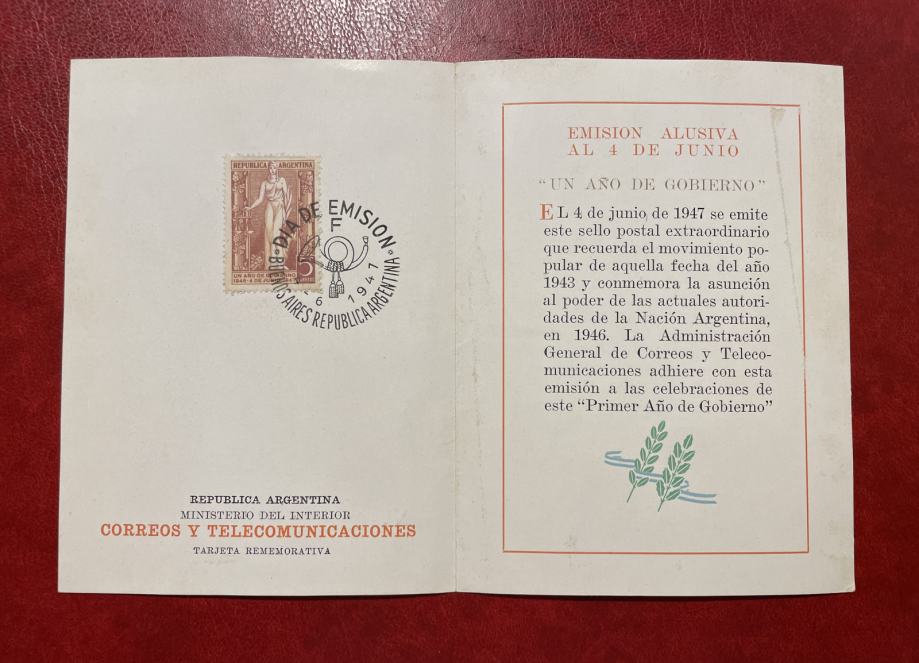 REPUBLICA ARGENTINA
5
UN AÑO DE GOBIERNO
DIA DE EMISION
F
6 1947
BUENOS AIRES REPUBLICA ARGENTINA
REPUBLICA ARGENTINA
MINISTERIO DEL INTERIOR
CORREOS Y TELECOMUNICACIONES
TARJETA REMEMORATIVA
EMISION ALUSIVA
AL 4 DE JUNIO
"UN AÑO DE GOBIERNO"
EL 4 de junio de 1947 se emite
este sello postal extraordinario
que recuerda el movimiento po-
pular de aquella fecha del año
1943 y conmemora la asunción
al poder de las actuales autori-
dades de la Nación Argentina,
en 1946. La Administración
General de Correos y Teleco-
municaciones adhiere con esta
emisión a las celebraciones de
este "Primer Año de Gobierno"